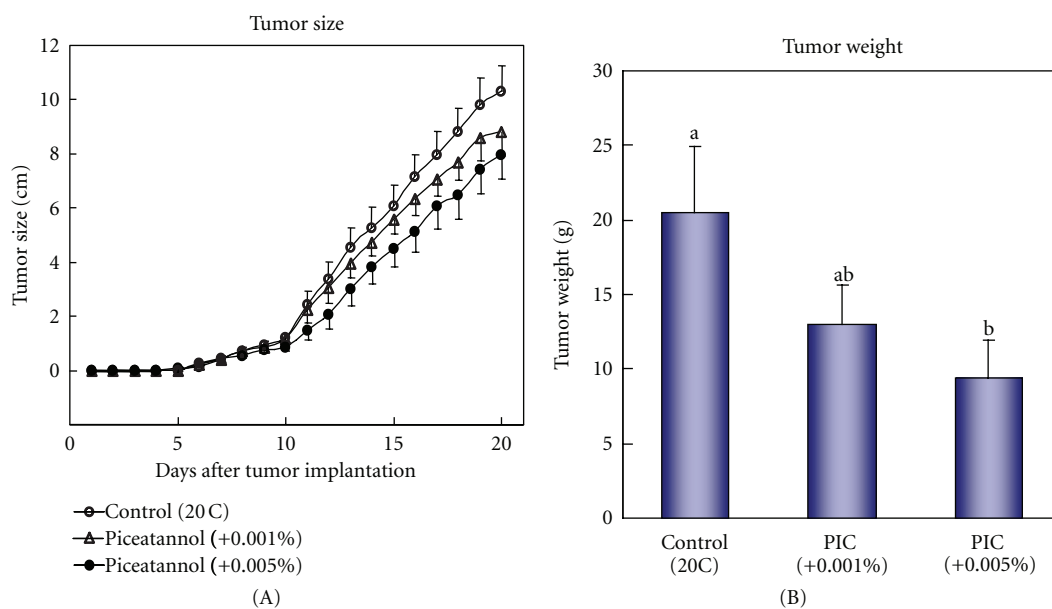 Tumor size
12
10
8
6
4
2
0
Tumor size (cm)
0 5 10 15 20
Days after tumor implantation
Control (20 C)
Piceatannol (+0.001%)
Piceatannol (+0.005%)
(A)
Tumor weight
30
25
20
15
10
5
0
Tumor weight (g)
a
ab
b
Control
(20C)
PIC
(+0.001%)
PIC
(+0.005%)
(B)